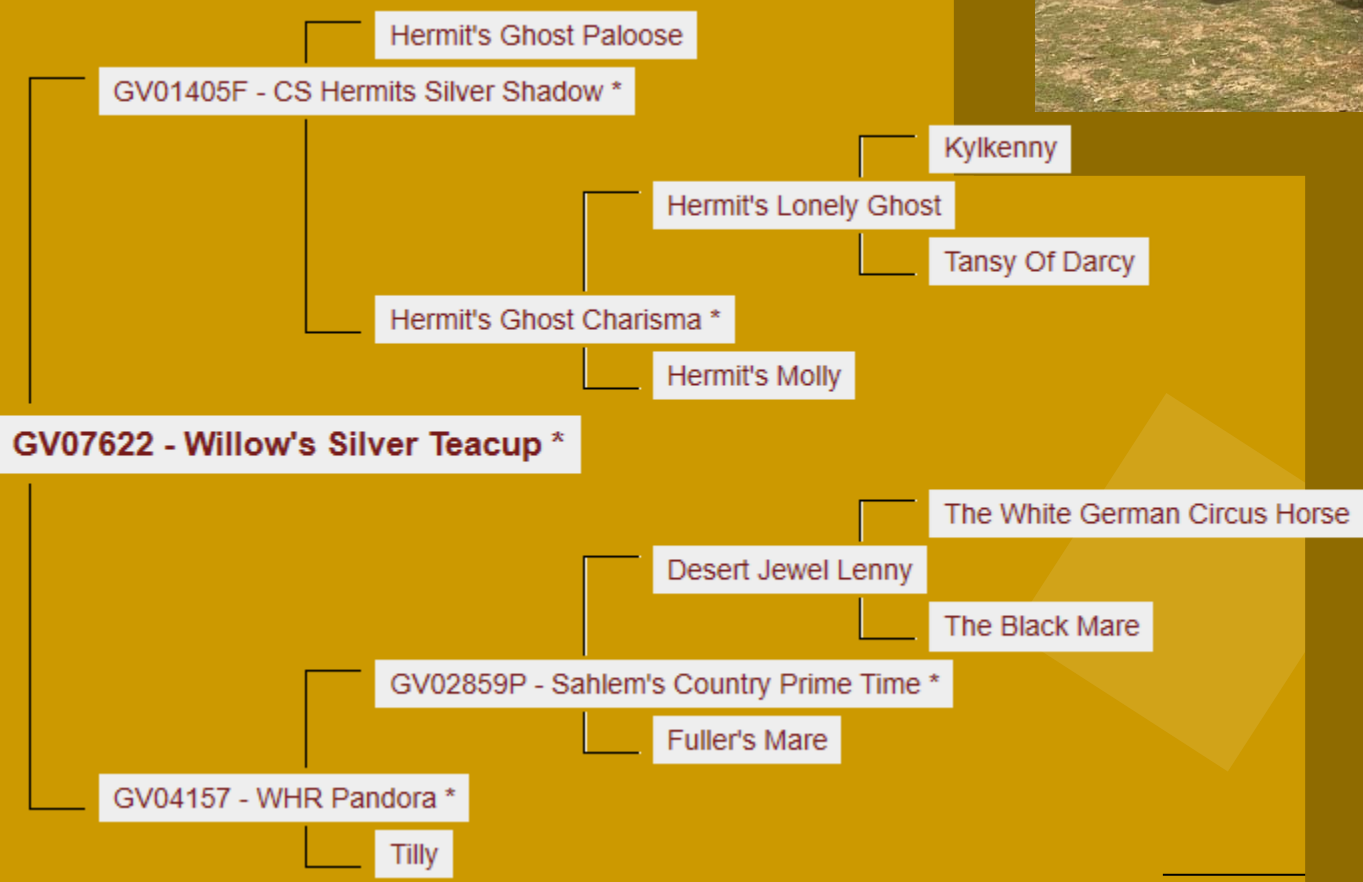 Hermit's Ghost Paloose
GV01405F - CS Hermits Silver Shadow *
Kylkenny
Hermit's Lonely Ghost
Tansy Of Darcy
Hermit's Ghost Charisma *
Hermit's Molly
GV07622 - Willow's Silver Teacup *
The White German Circus Horse
Desert Jewel Lenny
The Black Mare
GV02859P - Sahlem's Country Prime Time *
Fuller's Mare
GV04157 - WHR Pandora *
Tilly